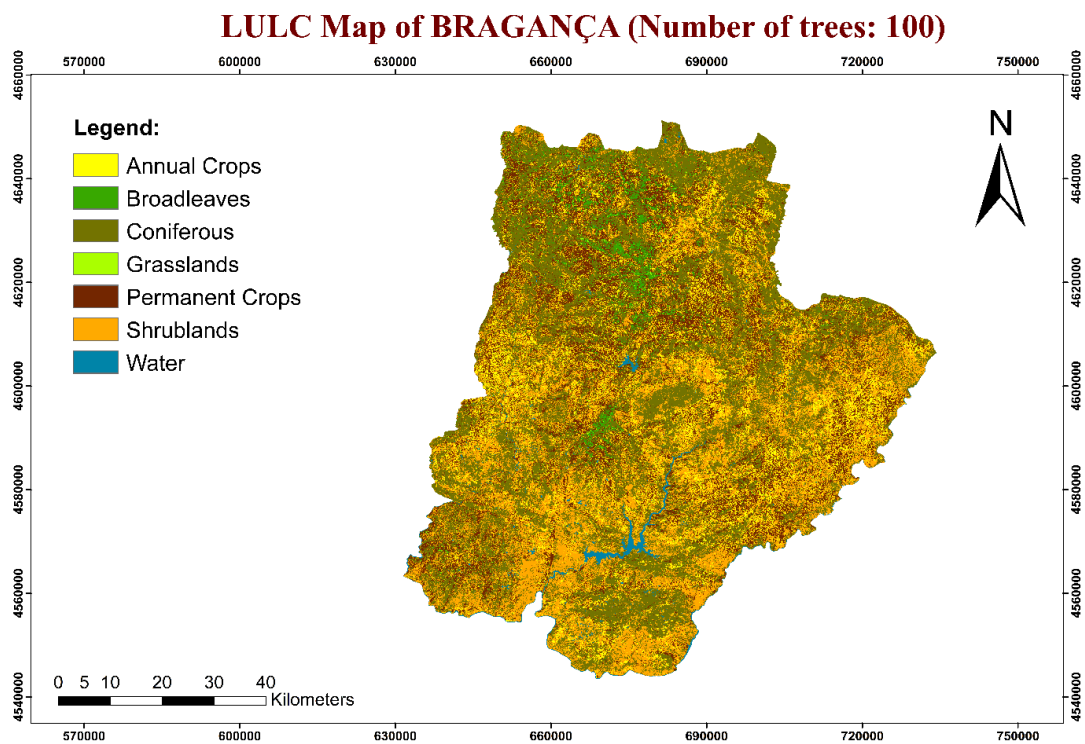 LULC Map of BRAGANÇA (Number of trees: 100)
570000 600000 630000 660000 690000 720000 750000
4660000 4660000
Legend:
Annual Crops
Broadleaves
Coniferous
Grasslands
Permanent Crops
Shrublands
Water
N
4640000 4640000
4620000 4620000
4600000 4600000
4580000 4580000
4560000 4560000
4540000 4540000
0 5 10 20 30 40
Kilometers
570000 600000 630000 660000 690000 720000 750000